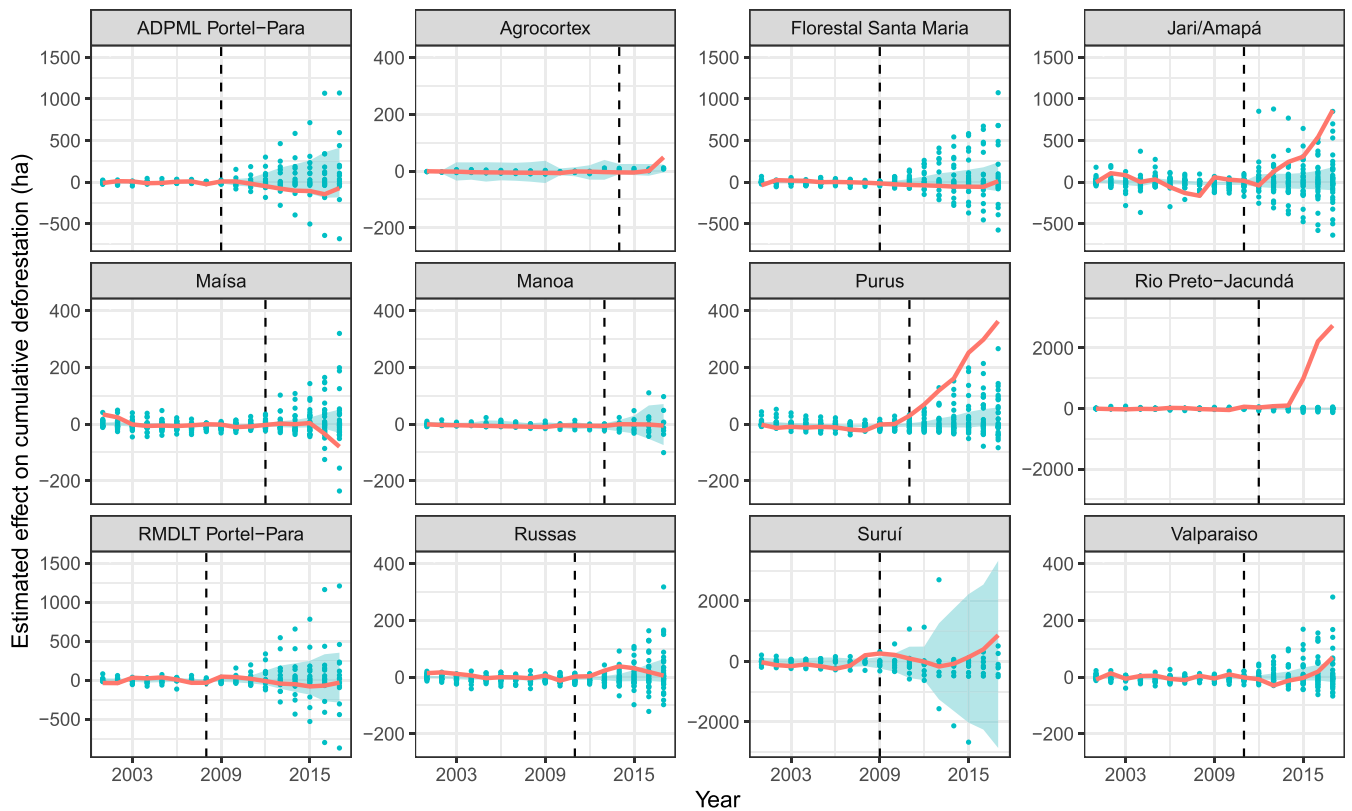 ADPML Portel−Para
Agrocortex
Florestal Santa Maria
Jari/Amapá
1500
1000
500
0
−500
400
200
0
−200
1500
1000
500
0
−500
1500
1000
500
0
−500
Maísa
Manoa
Purus
Rio Preto−Jacundá
400
200
0
−200
400
200
0
−200
400
200
0
−200
2000
0
−2000
RMDLT Portel−Para
Russas
Suruí
Valparaiso
1500
1000
500
0
−500
400
200
0
−200
2000
0
−2000
400
200
0
−200
2003 2009 2015
2003 2009 2015
2003 2009 2015
2003 2009 2015
Year
Estimated effect on cumulative deforestation (ha)